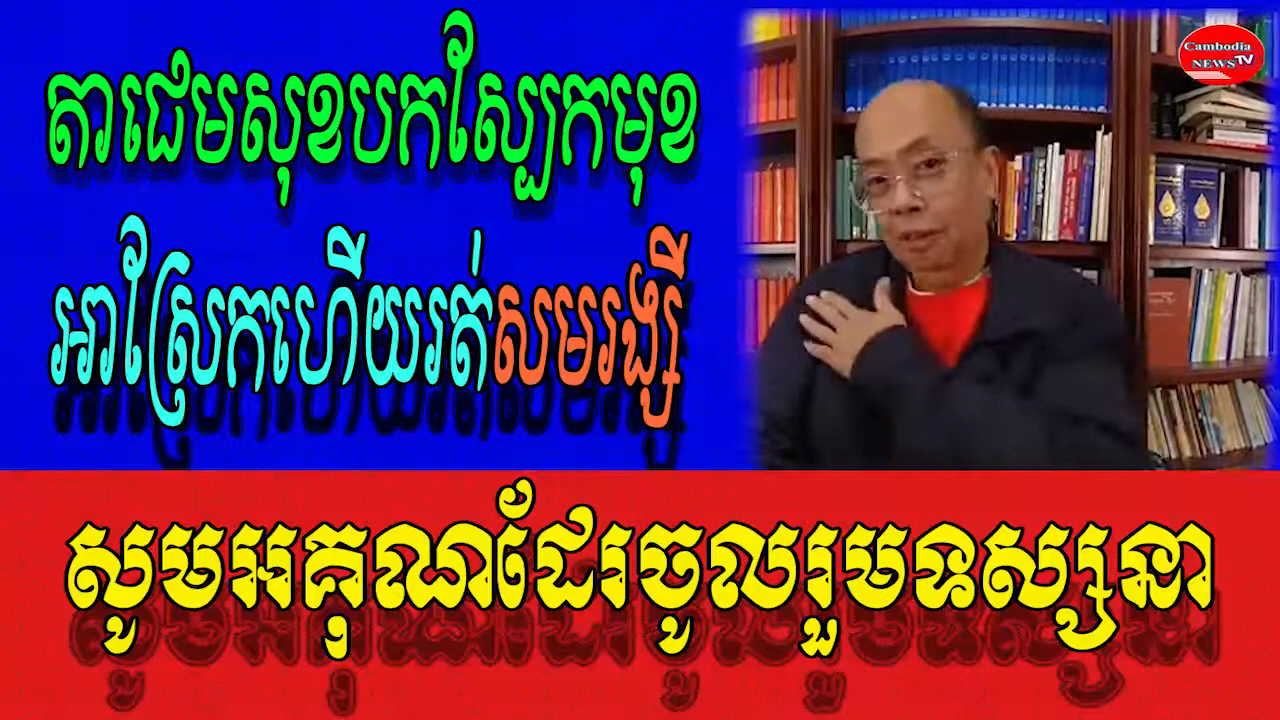 Cambodia
NEWS TV
តាជេមសុខបកស្បែកមុខ
អាស្រែកហើយរត់សមរង្ស៊ី
សូមអគុណដែរចូលរួមទស្សនា